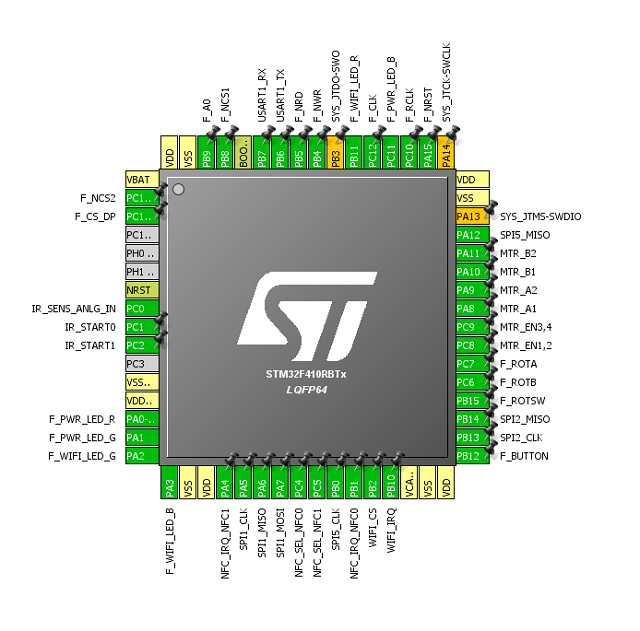 F_A0
F_NCS1
USART1_RX
USART1_TX
F_NRD
F_NWR
SYS_JTDO-SWO
F_WIFI_LED_R
F_CLK
F_PWR_LED_B
F_RCLK
F_NRST
SYS_JTCK-SWCLK
VDD
VSS
PB9
PB8
BOO..
PB7
PB6
PB5
PB4
PB3
PB11
PC12
PC11
PC10
PA15
PA14
VBAT
F_NCS2 PC1..
F_CS_DP PC1..
PC1..
PH0 ..
PH1 ..
NRST
IR_SENS_ANLG_IN PC0
IR_START0 PC1
IR_START1 PC2
PC3
VSS..
VDD..
F_PWR_LED_R PA0-..
F_PWR_LED_G PA1
F_WIFI_LED_G PA2
ST
STM32F410RBTx
LQFP64
VDD
VSS
PA13 SYS_JTMS-SWDIO
PA12 SPI5_MISO
PA11 MTR_B2
PA10 MTR_B1
PA9 MTR_A2
PA8 MTR_A1
PC9 MTR_EN3,4
PC8 MTR_EN1,2
PC7 F_ROTA
PC6 F_ROTB
PB15 F_ROTSW
PB14 SPI2_MISO
PB13 SPI2_CLK
PB12 F_BUTTON
PA3
VSS
VDD
PA4
PA5
PA6
PA7
PC4
PC5
PB0
PB1
PB2
PB10
VCA..
VSS
VDD
F_WIFI_LED_B
NFC_IRQ_NFC1
SPI1_CLK
SPI1_MISO
SPI1_MOSI
NFC_SEL_NFC0
NFC_SEL_NFC1
SPI5_CLK
NFC_IRQ_NFC0
WIFI_CS
WIFI_IRQ